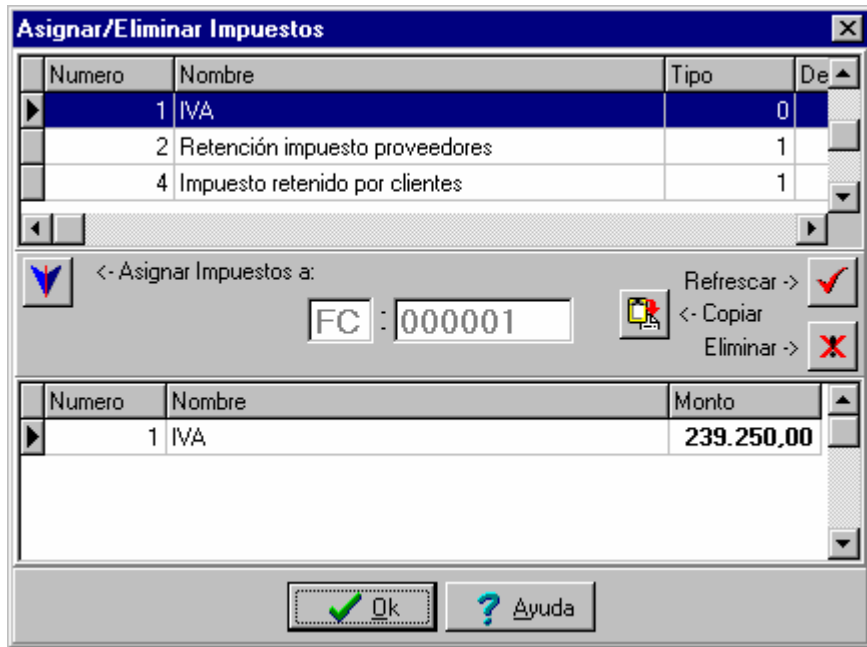 Asignar/Eliminar Impuestos
Numero Nombre Tipo De
1 IVA 0
2 Retención impuesto proveedores 1
4 Impuesto retenido por clientes 1
<- Asignar Impuestos a:
Refrescar ->
FC : 000001
<- Copiar
Eliminar ->
Numero Nombre Monto
1 IVA 239.250,00
Ok ? Ayuda